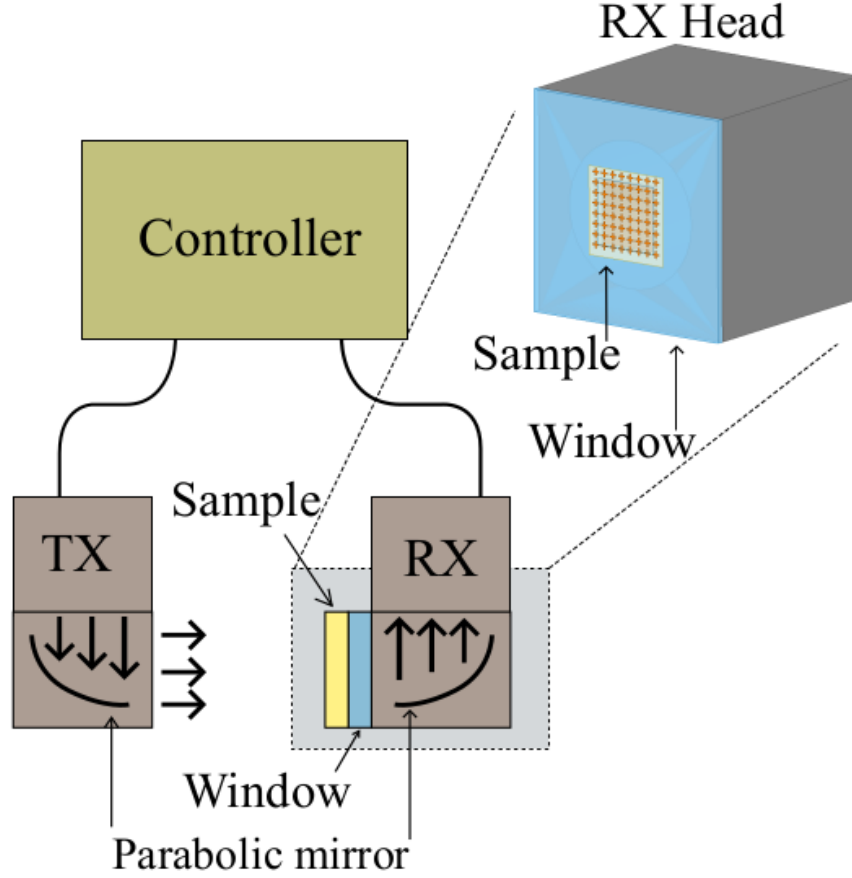 RX Head
Controller
Sample
Window
Sample
TX
RX
Window
Parabolic mirror